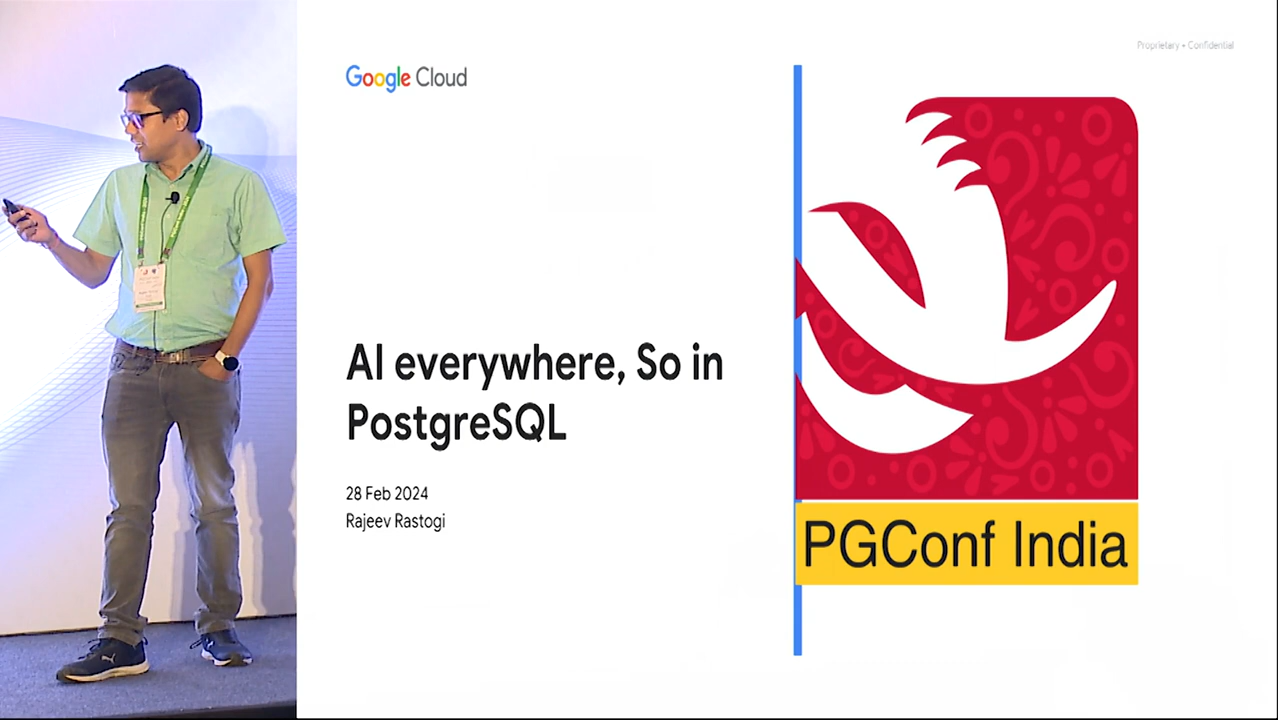 Proprietary + Confidential
Google Cloud
AI everywhere, So in
PostgreSQL
28 Feb 2024
Rajeev Rastogi
PGConf India